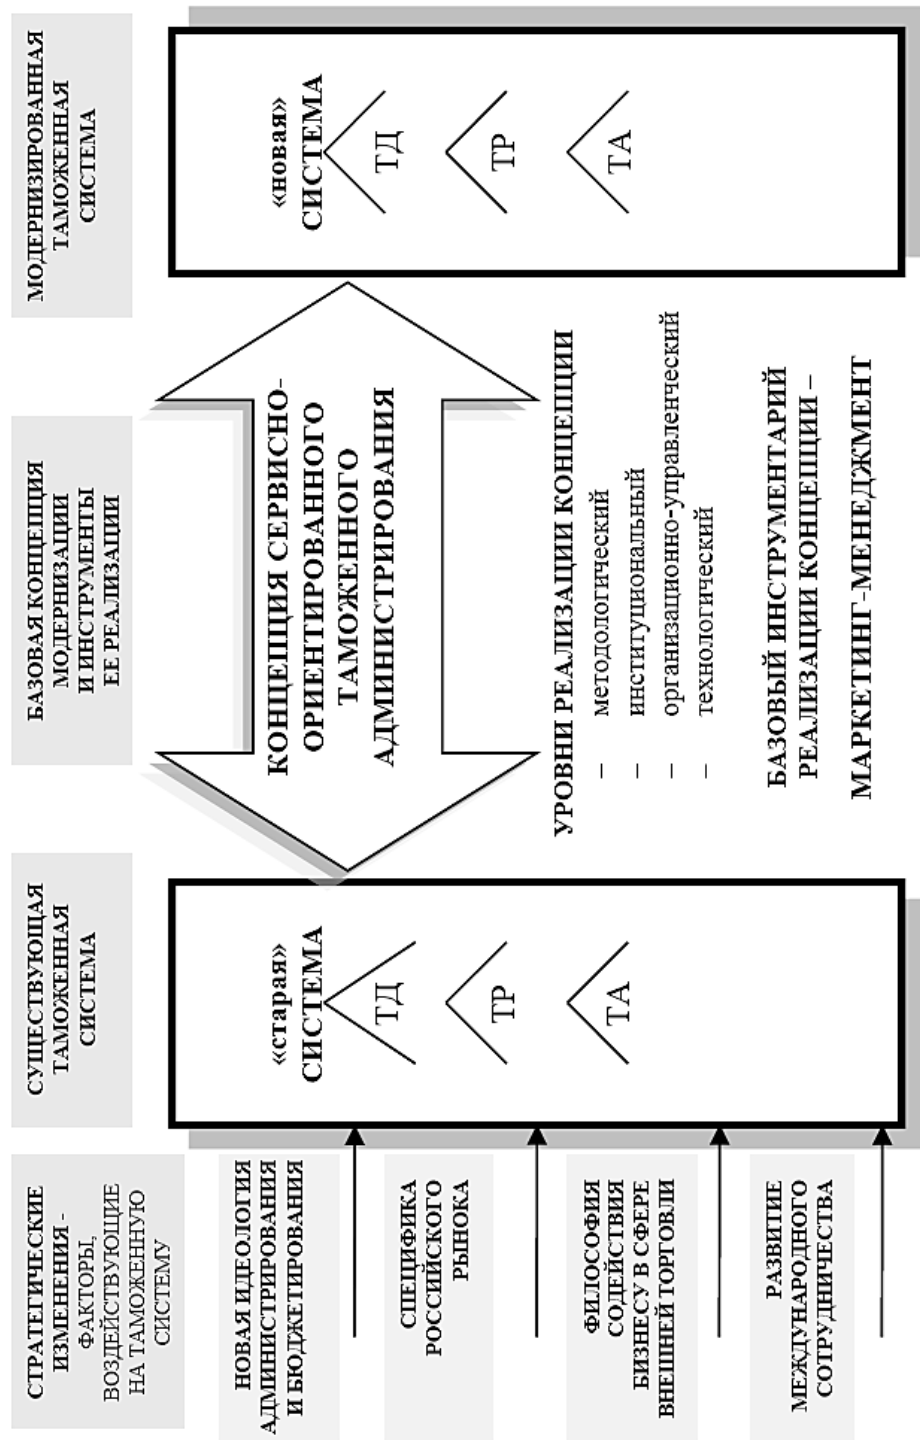 СТРАТЕГИЧЕСКИЕ
ИЗМЕНЕНИЯ –
ФАКТОРЫ,
ВОЗДЕЙСТВУЮЩИЕ
НА ТАМОЖЕННУЮ
СИСТЕМУ
СУЩЕСТВУЮЩАЯ
ТАМОЖЕННАЯ
СИСТЕМА
БАЗОВАЯ КОНЦЕПЦИЯ
МОДЕРНИЗАЦИИ
И ИНСТРУМЕНТЫ
ЕЕ РЕАЛИЗАЦИИ
МОДЕРНИЗИРОВАННАЯ
ТАМОЖЕННАЯ
СИСТЕМА
НОВАЯ ИДЕОЛОГИЯ
АДМИНИСТРИРОВАНИЯ
И БЮДЖЕТИРОВАНИЯ
СПЕЦИФИКА
РОССИЙСКОГО
РЫНОКА
ФИЛОСОФИЯ
СОДЕЙСТВИЯ
БИЗНЕСУ В СФЕРЕ
ВНЕШНЕЙ ТОРГОВЛИ
РАЗВИТИЕ
МЕЖДУНАРОДНОГО
СОТРУДНИЧЕСТВА
«старая»
СИСТЕМА
ТД
ТР
ТА
КОНЦЕПЦИЯ СЕРВИСНО-
ОРИЕНТИРОВАННОГО
ТАМОЖЕННОГО
АДМИНИСТРИРОВАНИЯ
УРОВНИ РЕАЛИЗАЦИИ КОНЦЕПЦИИ
– методологический
– институциональный
– организационно-управленческий
– технологический
БАЗОВЫЙ ИНСТРУМЕНТАРИЙ
РЕАЛИЗАЦИИ КОНЦЕПЦИИ –
МАРКЕТИНГ-МЕНЕДЖМЕНТ
«новая»
СИСТЕМА
ТД
ТР
ТА